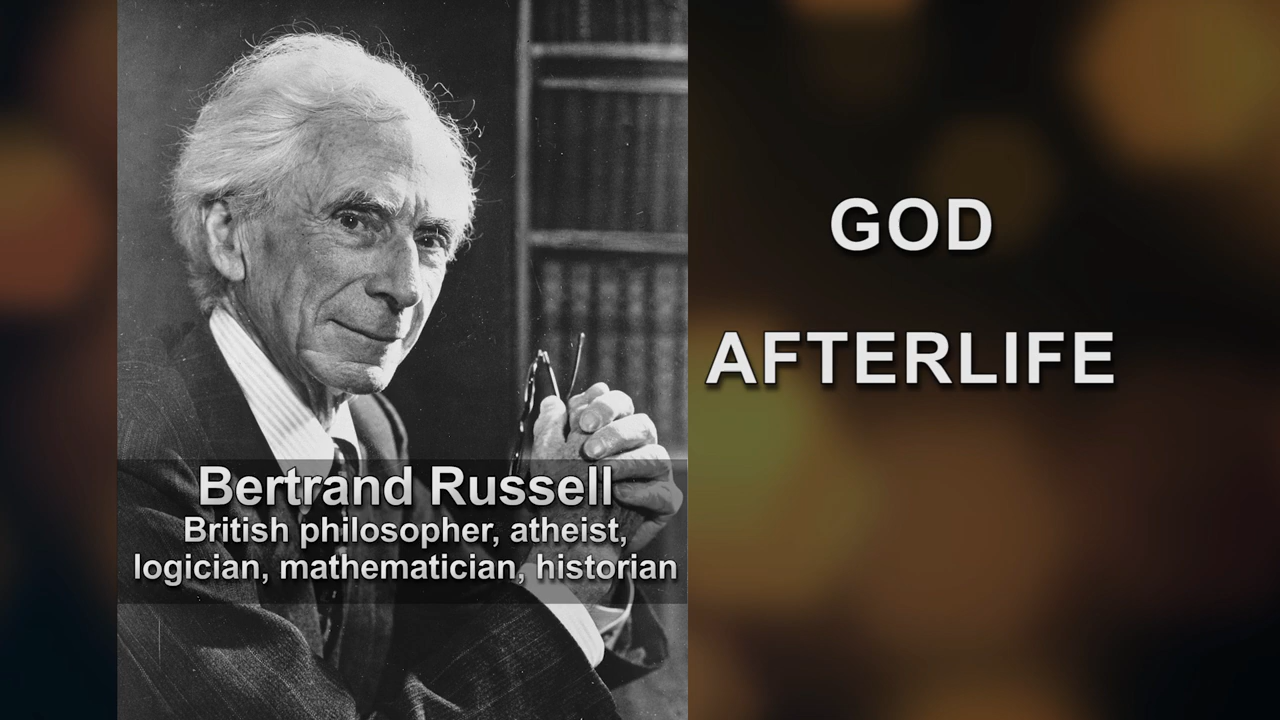 Bertrand Russell
British philosopher, atheist,
logician, mathematician, historian
GOD
AFTERLIFE